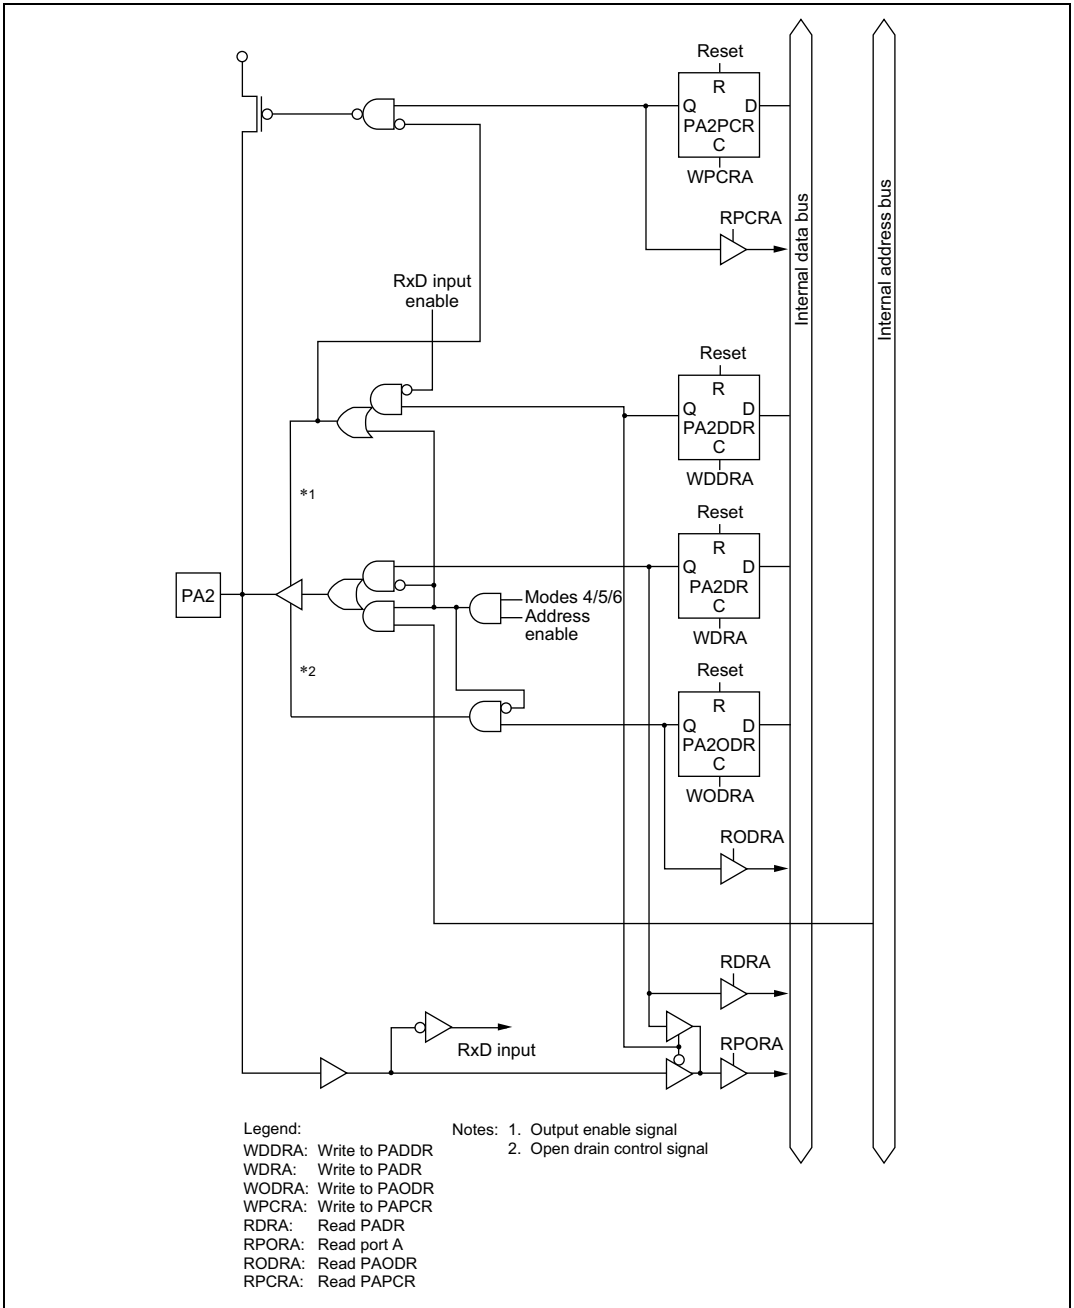 Reset
R
Q D
PA2PCR
C
WPCRA
RPCRA
Internal data bus
Internal address bus
RxD input
enable
Reset
R
Q D
PA2DDR
C
WDDRA
*1
Reset
R
Q D
PA2DR
C
WDRA
PA2
Modes 4/5/6
Address
enable
*2
Reset
R
Q D
PA2ODR
C
WODRA
RODRA
RDRA
RxD input
RPORA
Legend:
WDDRA: Write to PADDR
WDRA: Write to PADR
WODRA: Write to PAODR
WPCRA: Write to PAPCR
RDRA: Read PADR
RPORA: Read port A
RODRA: Read PAODR
RPCRA: Read PAPCR
Notes: 1. Output enable signal
2. Open drain control signal